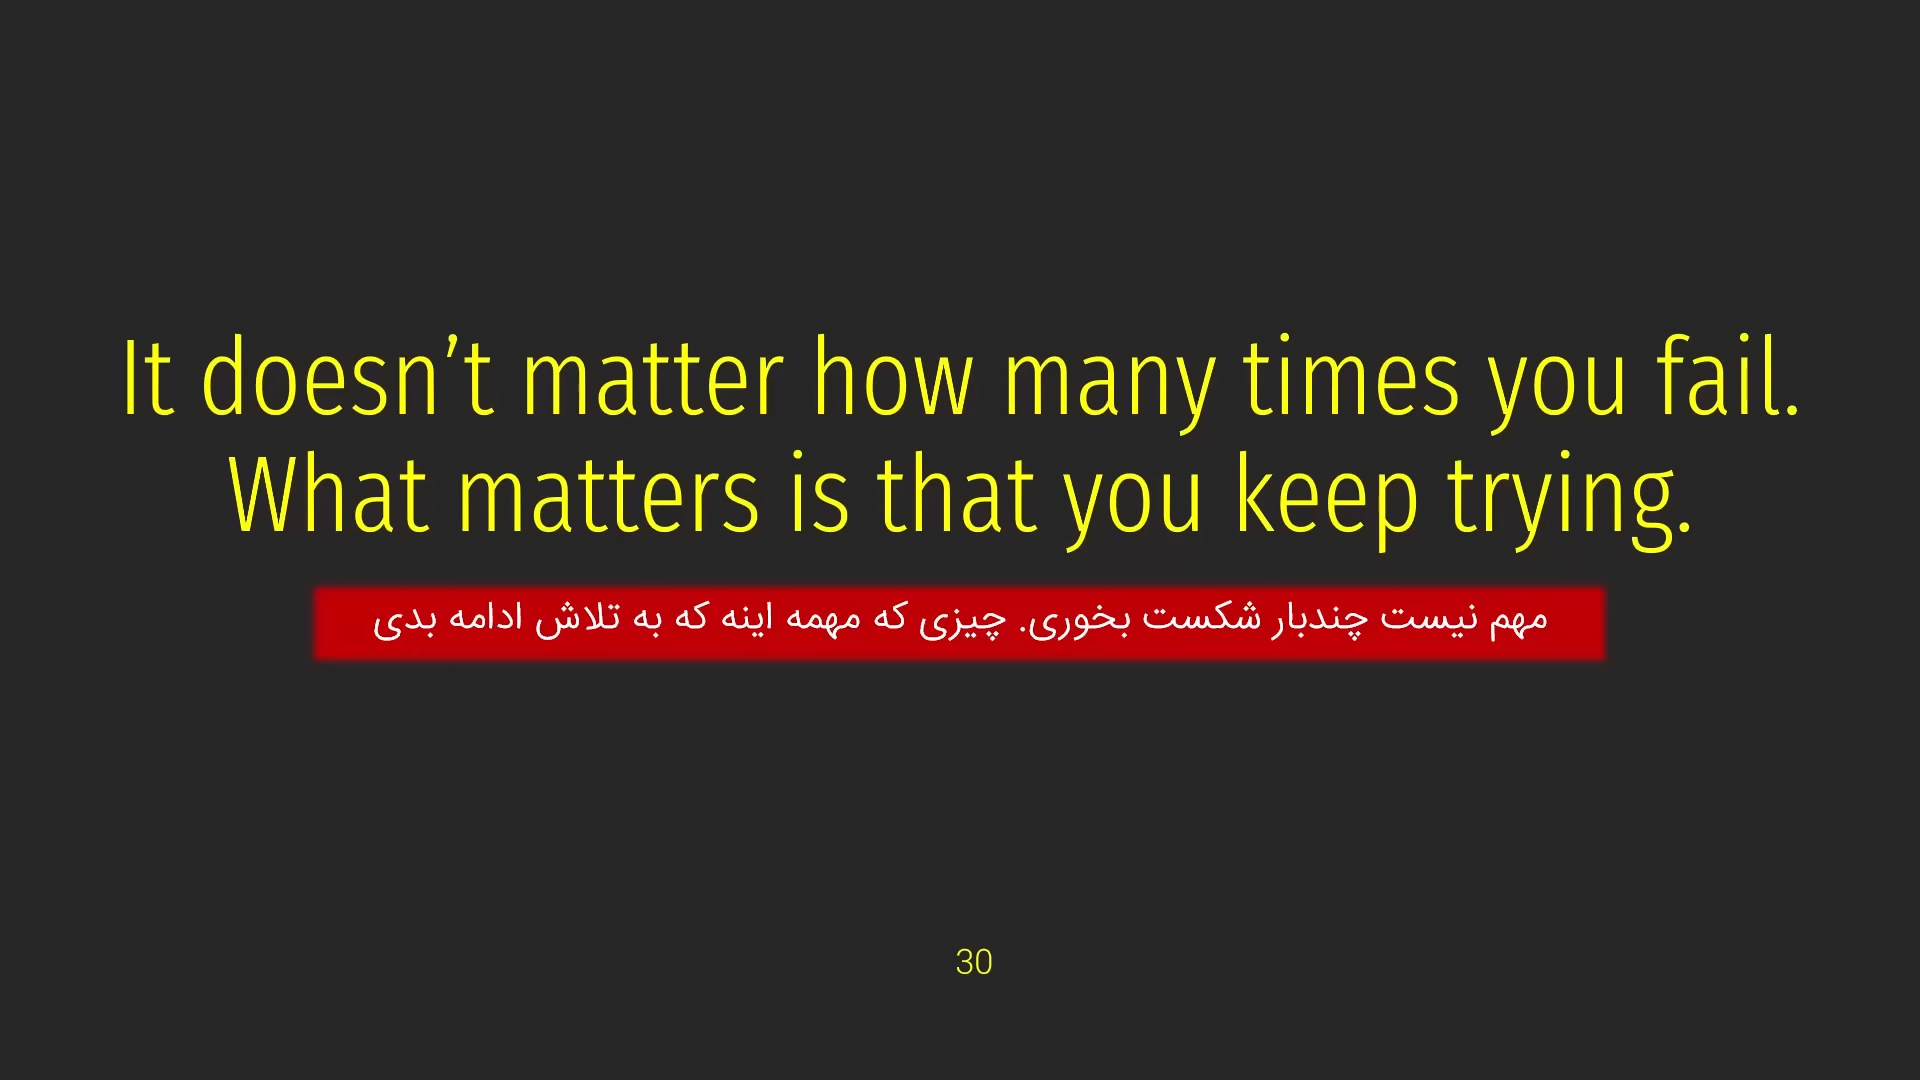 It doesn’t matter how many times you fail.
What matters is that you keep trying.
مهم نیست چندبار شکست بخوری. چیزی که مهمه اینه که به تلاش ادامه بدی
30